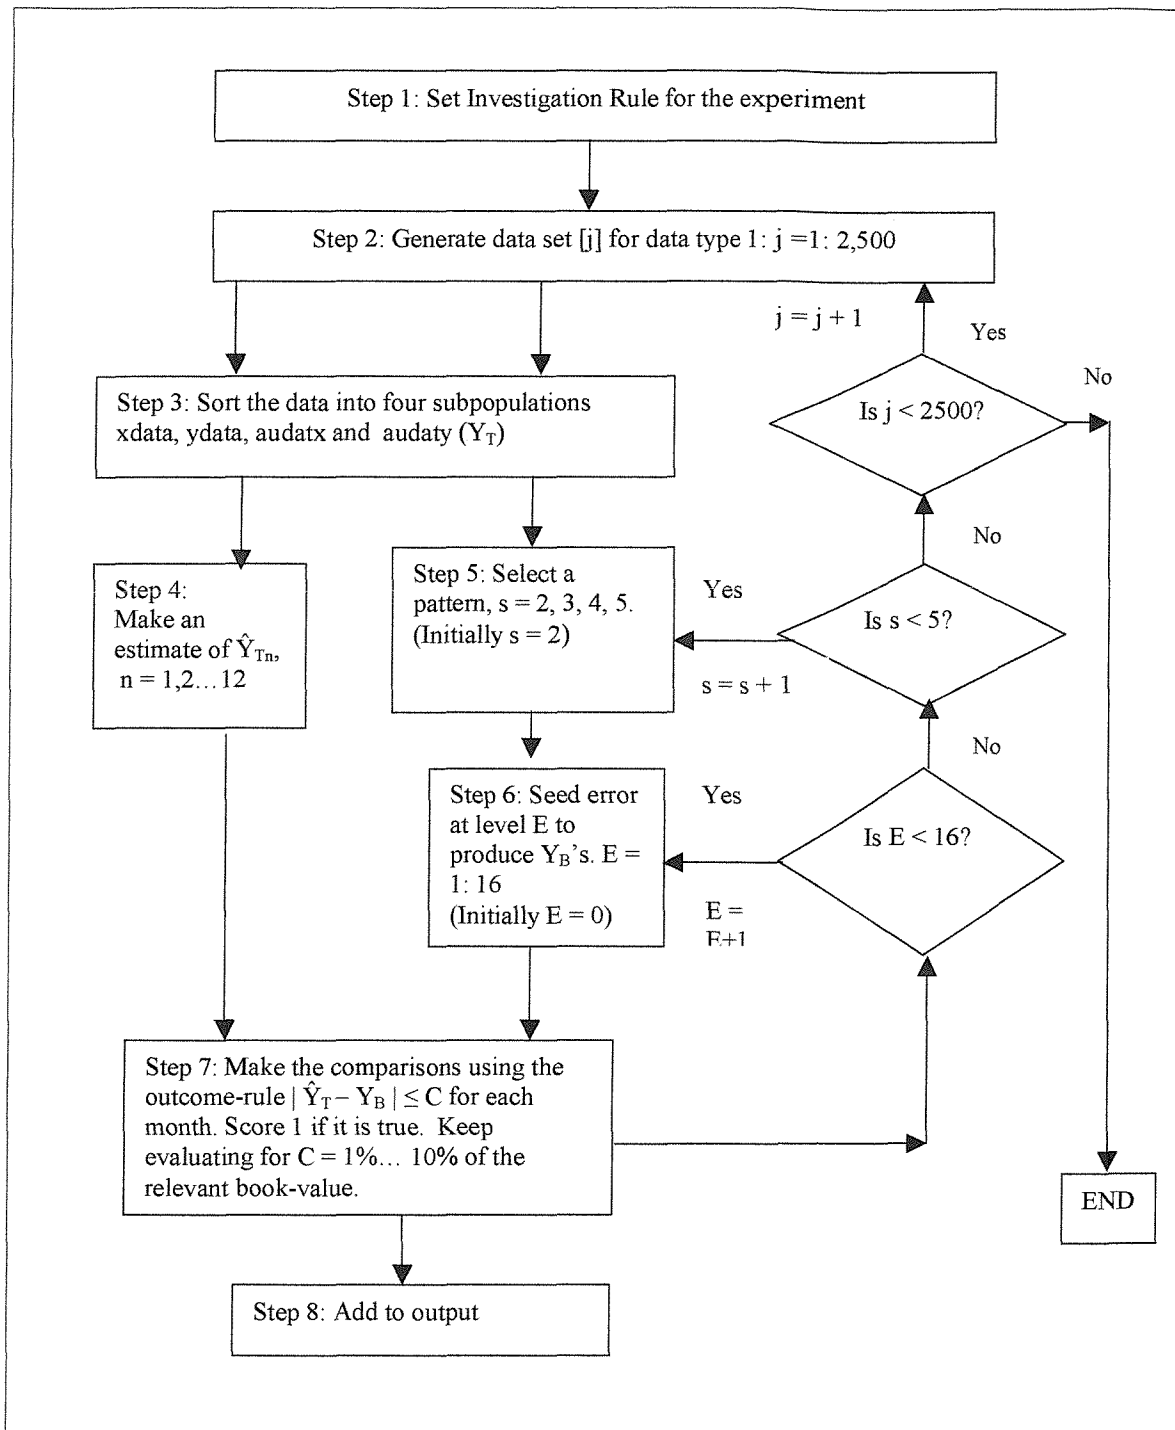 Step 1: Set Investigation Rule for the experiment
Step 2: Generate data set [j] for data type 1: j =1: 2,500
j = j + 1
Yes
No
Is j < 2500?
Step 3: Sort the data into four subpopulations
xdata, ydata, audatx and audaty (Y_T)
No
Step 4:
Make an
estimate of Ŷ_Tn,
n = 1,2… 12
Step 5: Select a
pattern, s = 2, 3, 4, 5.
(Initially s = 2)
Yes
Is s < 5?
s = s + 1
No
Step 6: Seed error
at level E to
produce Y_B's. E =
1: 16
(Initially E = 0)
Yes
Is E < 16?
E =
E+1
Step 7: Make the comparisons using the
outcome-rule | Ŷ_T – Y_B | ≤ C for each
month. Score 1 if it is true. Keep
evaluating for C = 1%… 10% of the
relevant book-value.
END
Step 8: Add to output